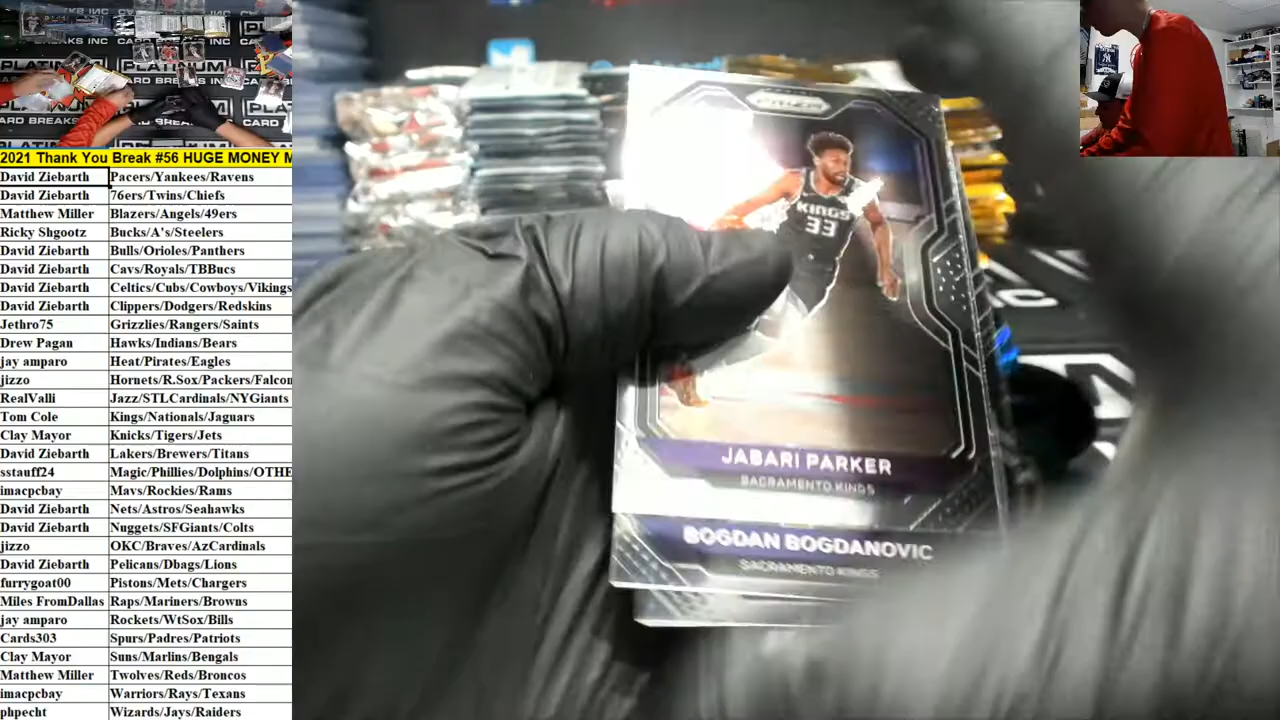 PLATINUM
CARD BREAKS INC
2021 Thank You Break #56 HUGE MONEY M
David Ziebarth Pacers/Yankees/Ravens
David Ziebarth 76ers/Twins/Chiefs
Matthew Miller Blazers/Angels/49ers
Ricky Shgootz Bucks/A's/Steelers
David Ziebarth Bulls/Orioles/Panthers
David Ziebarth Cavs/Royals/TBBucs
David Ziebarth Celtics/Cubs/Cowboys/Vikings
David Ziebarth Clippers/Dodgers/Redskins
Jethro75 Grizzlies/Rangers/Saints
Drew Pagan Hawks/Indians/Bears
jay amparo Heat/Pirates/Eagles
jizzo Hornets/R.Sox/Packers/Falcon
RealValli Jazz/STLCardinals/NYGiants
Tom Cole Kings/Nationals/Jaguars
Clay Mayor Knicks/Tigers/Jets
David Ziebarth Lakers/Brewers/Titans
sstauff24 Magic/Phillies/Dolphins/OTHE
imacpcbay Mavs/Rockies/Rams
David Ziebarth Nets/Astros/Seahawks
David Ziebarth Nuggets/SFGiants/Colts
jizzo OKC/Braves/AzCardinals
David Ziebarth Pelicans/Dbags/Lions
furrygoat00 Pistons/Mets/Chargers
Miles FromDallas Raps/Mariners/Browns
jay amparo Rockets/WtSox/Bills
Cards303 Spurs/Padres/Patriots
Clay Mayor Suns/Marlins/Bengals
Matthew Miller Twolves/Reds/Broncos
imacpcbay Warriors/Rays/Texans
phpecht Wizards/Jays/Raiders
PRIZM
KINGS
33
JABARI PARKER
SACRAMENTO KINGS
BOGDAN BOGDANOVIC
SACRAMENTO KINGS